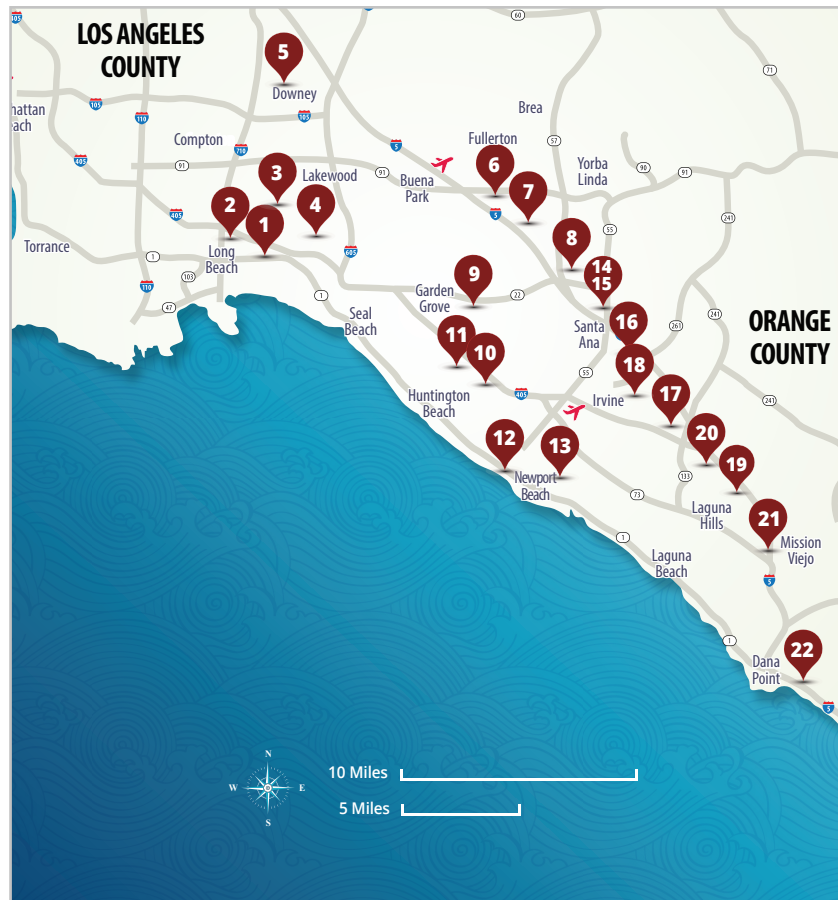 LOS ANGELES
COUNTY
60
5
71
Downey
hattan
each
105
110
105
Brea
Compton
710
5
57
Fullerton
405
91
3
Lakewood
91
6
Yorba
Linda
90
91
Buena
Park
7
2
1
4
405
5
241
55
8
Torrance
1
Long
Beach
605
14
15
103
110
9
Garden
Grove
22
47
1
Seal
Beach
Santa
Ana
16
261
241
ORANGE
COUNTY
11
10
18
55
Huntington
Beach
405
Irvine
17
241
12
13
20
19
Newport
Beach
133
73
Laguna
Hills
21
1
Mission
Viejo
Laguna
Beach
5
1
22
Dana
Point
5
N
W
E
S
10 Miles
5 Miles